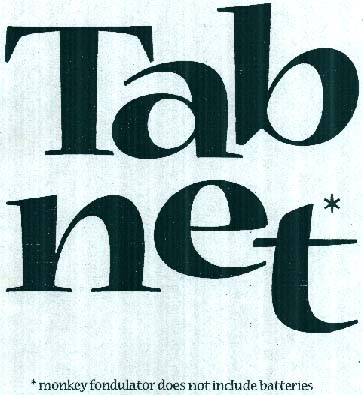 Tab
net*
* monkey fondulator does not include batteries